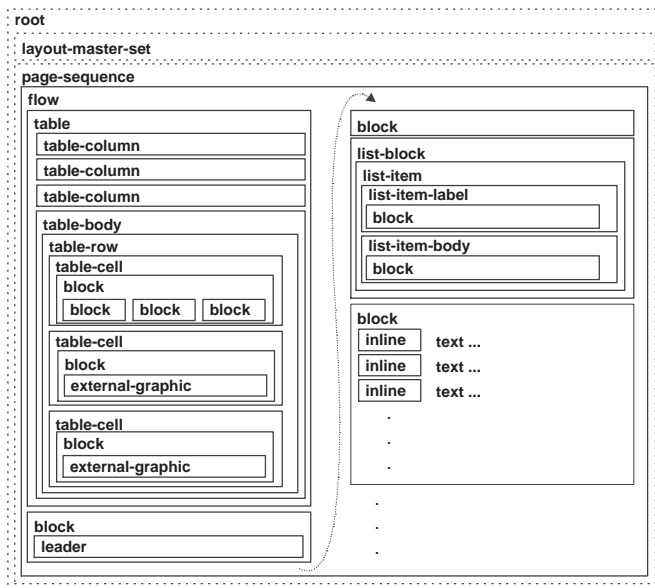 root
layout-master-set
page-sequence
flow
table
table-column
table-column
table-column
table-body
table-row
table-cell
block
block block block
table-cell
block
external-graphic
table-cell
block
external-graphic
block
leader
block
list-block
list-item
list-item-label
block
list-item-body
block
block
inline text ...
inline text ...
inline text ...
.
.
.
.
.
.